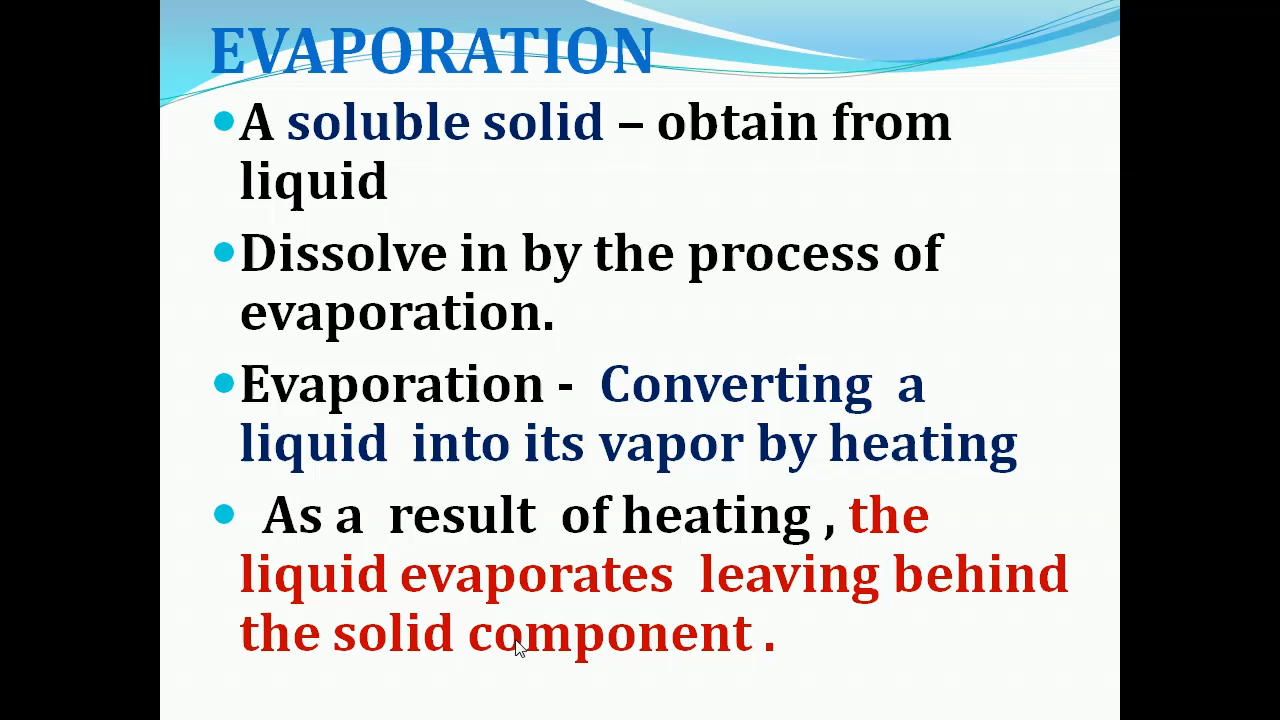 EVAPORATION
•A soluble solid – obtain from
liquid
•Dissolve in by the process of
evaporation.
•Evaporation - Converting a
liquid into its vapor by heating
• As a result of heating , the
liquid evaporates leaving behind
the solid component .